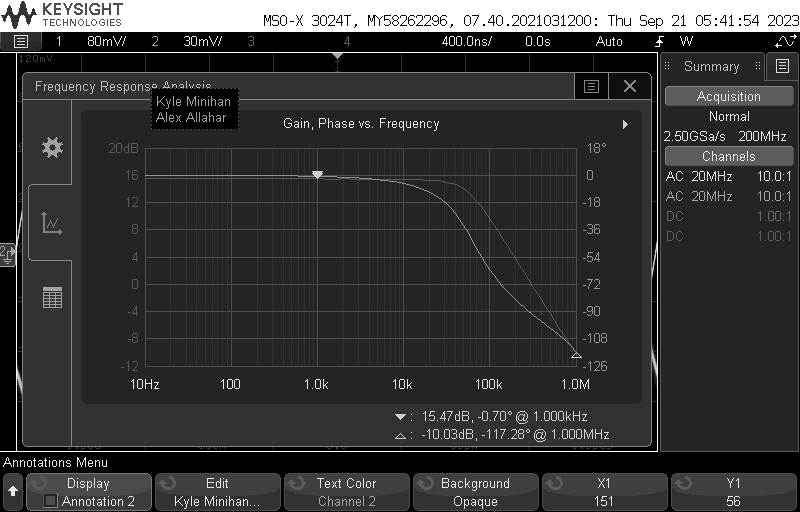 KEYSIGHT
TECHNOLOGIES
MSO-X 3024T, MY58262296, 07.40.2021031200: Thu Sep 21 05:41:54 2023
1 80mV/ 2 30mV/ 3 4 400.0ns/ 0.0s Auto W
120mV
Summary
Frequency Response Analysis
Kyle Minihan
Alex Allahar
Acquisition
Normal
2.50GSa/s 200MHz
Channels
AC 20MHz 10.0:1
AC 20MHz 10.0:1
DC 1.00:1
DC 1.00:1
Gain, Phase vs. Frequency
20dB 18°
16 0
12 -18
8 -36
4 -54
0 -72
-4 -90
-8 -108
-12 -126
10Hz 100 1.0k 10k 100k 1.0M
2
: 15.47dB, -0.70° @ 1.000kHz
: -10.03dB, -117.28° @ 1.000MHz
Annotations Menu
Display Edit Text Color Background X1 Y1
Annotation 2 Kyle Minihan... Channel 2 Opaque 151 56